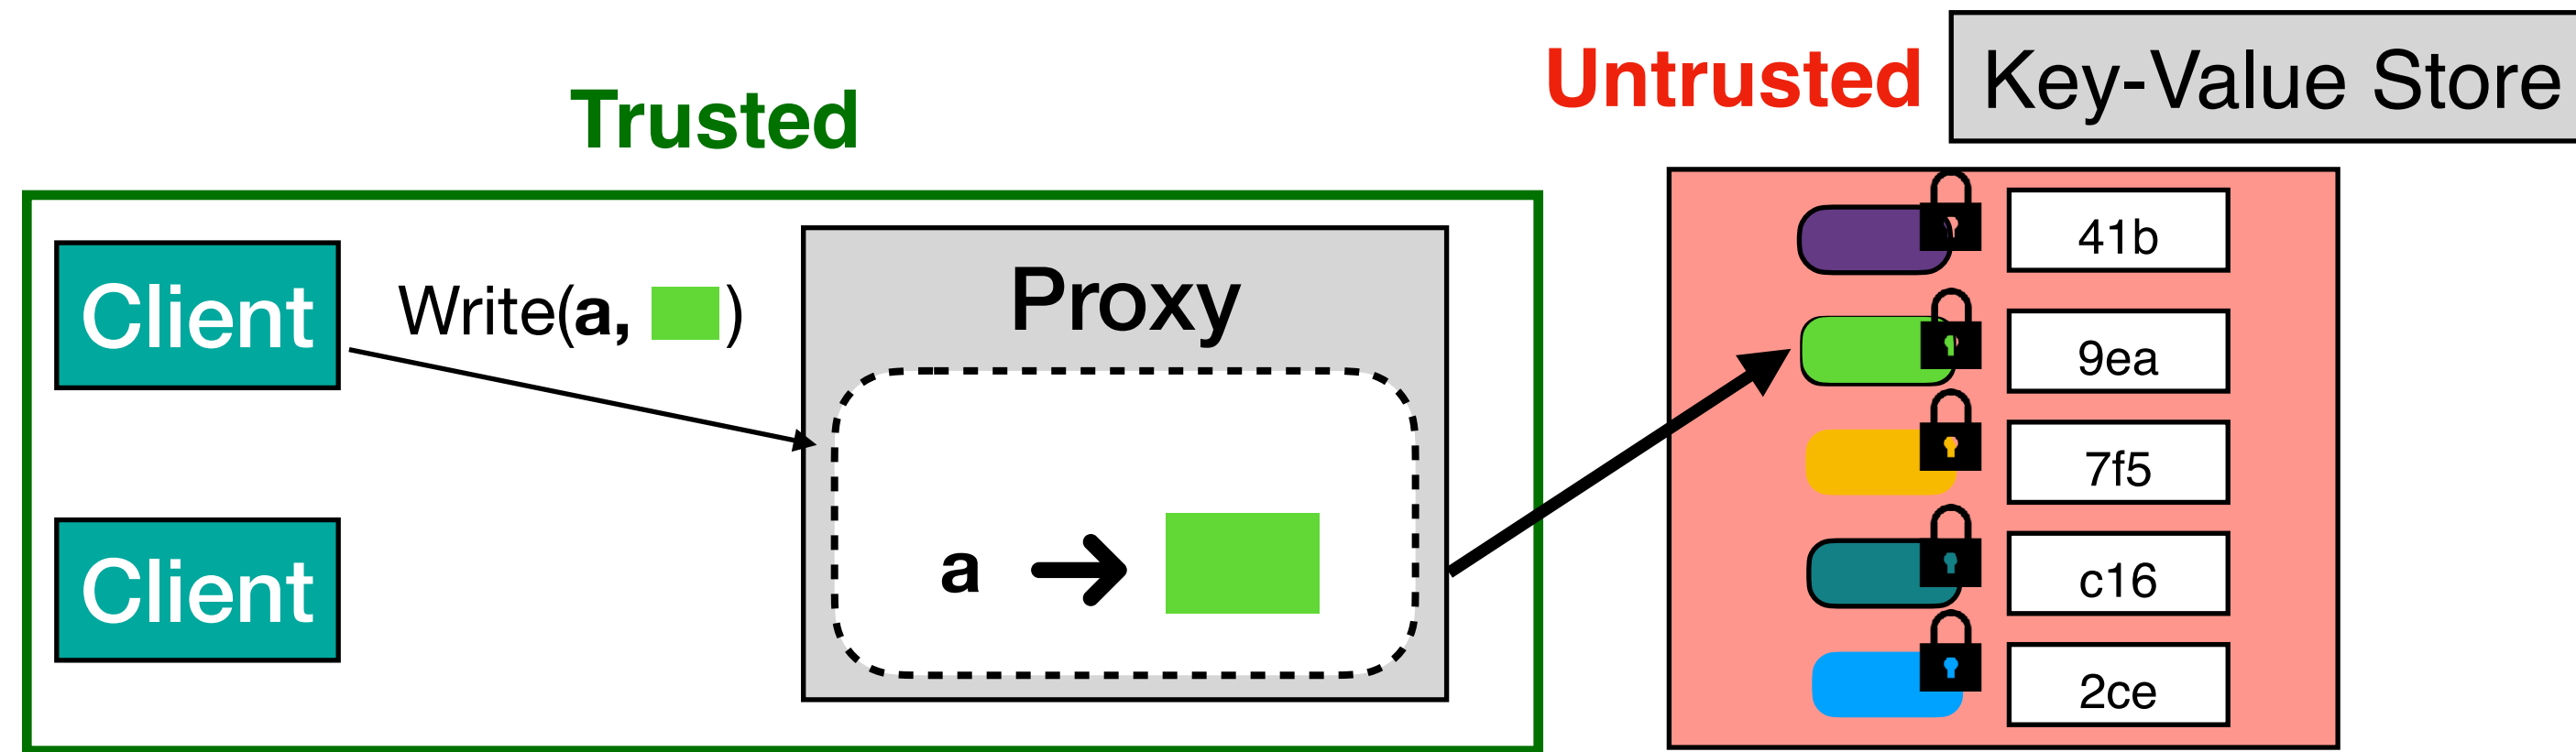 Trusted
Untrusted
Key-Value Store
Client
Write(a, )
Proxy
a
Client
41b
9ea
7f5
c16
2ce